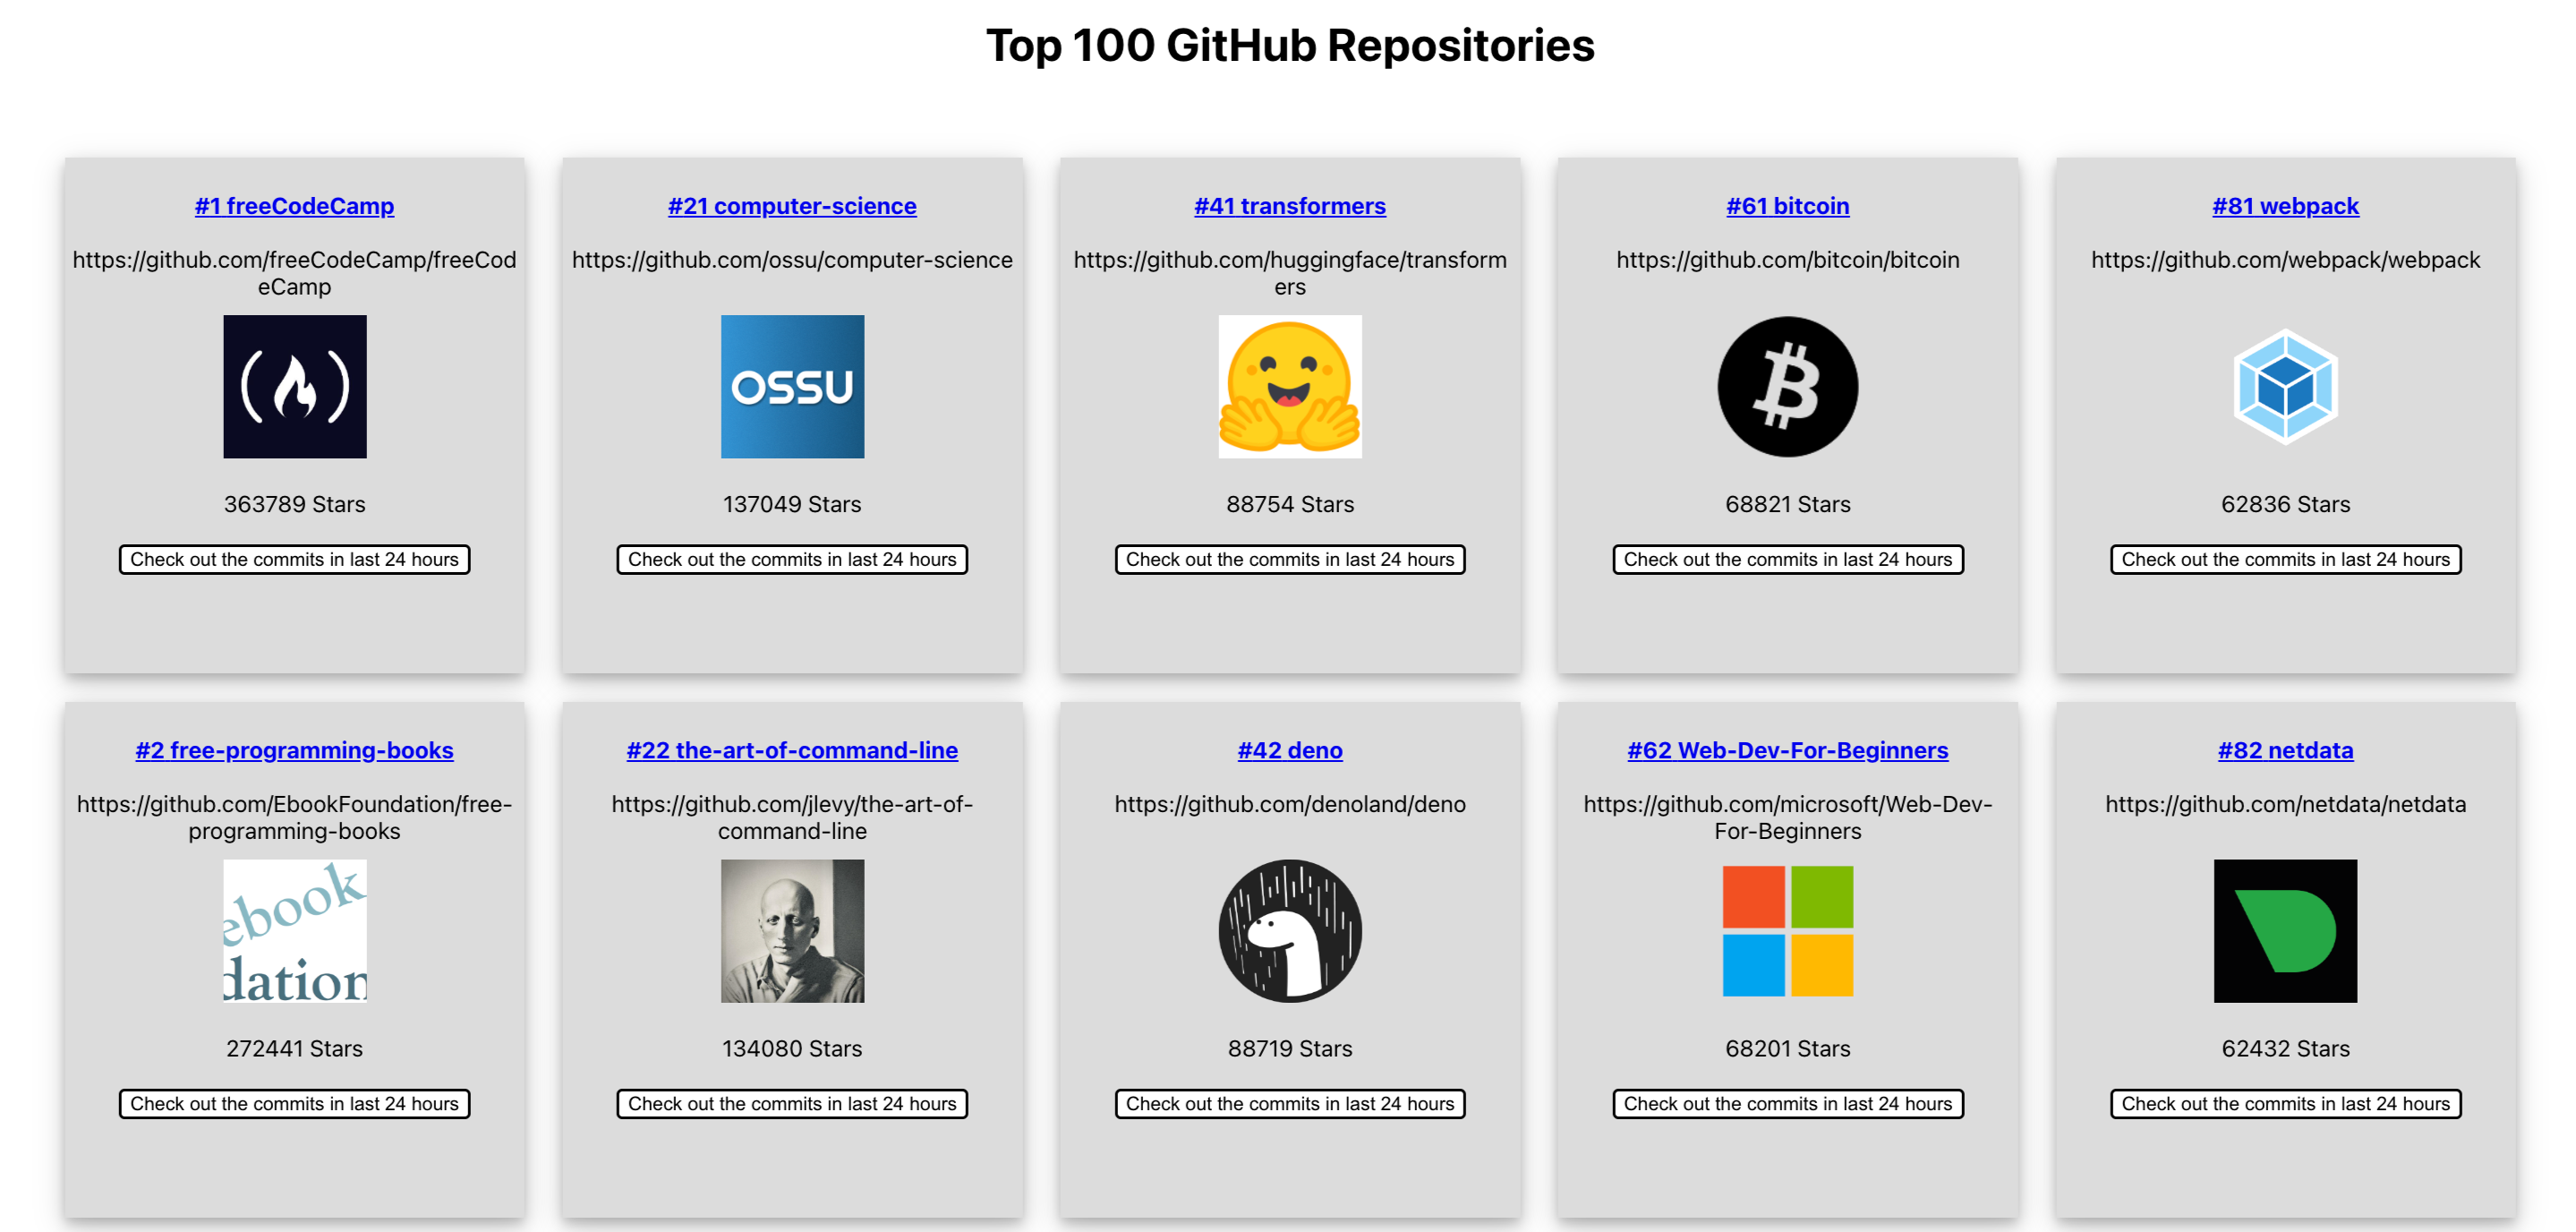 Top 100 GitHub Repositories
#1 freeCodeCamp
https://github.com/freeCodeCamp/freeCod
eCamp
363789 Stars
Check out the commits in last 24 hours
#21 computer-science
https://github.com/ossu/computer-science
OSSU
137049 Stars
Check out the commits in last 24 hours
#41 transformers
https://github.com/huggingface/transform
ers
88754 Stars
Check out the commits in last 24 hours
#61 bitcoin
https://github.com/bitcoin/bitcoin
68821 Stars
Check out the commits in last 24 hours
#81 webpack
https://github.com/webpack/webpack
62836 Stars
Check out the commits in last 24 hours
#2 free-programming-books
https://github.com/EbookFoundation/free-
programming-books
ebook
dation
272441 Stars
Check out the commits in last 24 hours
#22 the-art-of-command-line
https://github.com/jlevy/the-art-of-
command-line
134080 Stars
Check out the commits in last 24 hours
#42 deno
https://github.com/denoland/deno
88719 Stars
Check out the commits in last 24 hours
#62 Web-Dev-For-Beginners
https://github.com/microsoft/Web-Dev-
For-Beginners
68201 Stars
Check out the commits in last 24 hours
#82 netdata
https://github.com/netdata/netdata
62432 Stars
Check out the commits in last 24 hours